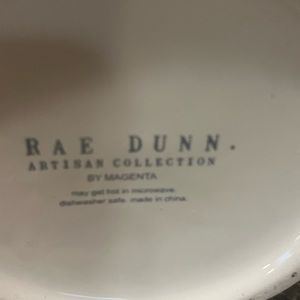 RAE DUNN.
ARTISAN COLLECTION
BY MAGENTA
may get hot in microwave.
dishwasher safe. made in china.